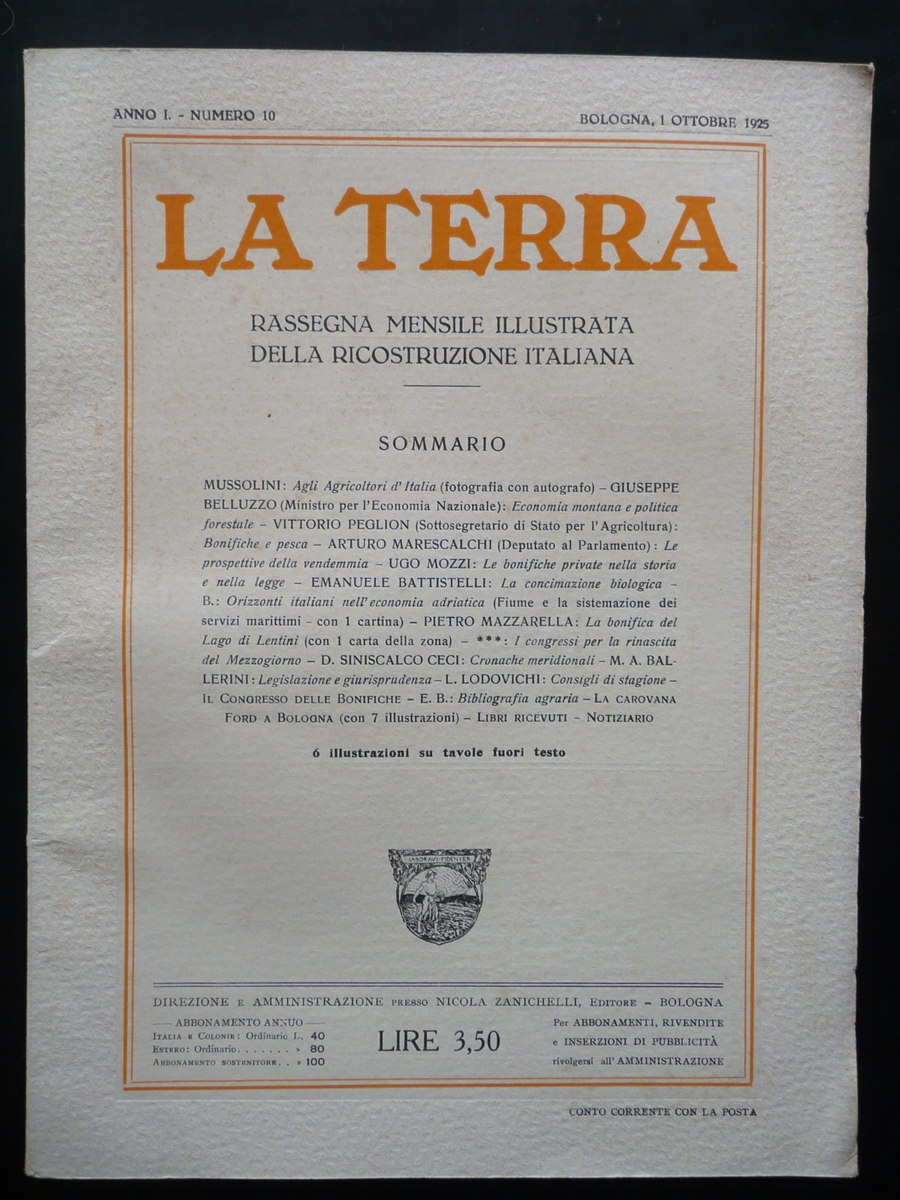 ANNO I. - NUMERO 10
BOLOGNA, 1 OTTOBRE 1925
LA TERRA
RASSEGNA MENSILE ILLUSTRATA
DELLA RICOSTRUZIONE ITALIANA
SOMMARIO
MUSSOLINI: Agli Agricoltori d'Italia (fotografia con autografo) – GIUSEPPE
BELLUZZO (Ministro per l'Economia Nazionale): Economia montana e politica
forestale – VITTORIO PEGLION (Sottosegretario di Stato per l'Agricoltura):
Bonifiche e pesca – ARTURO MARESCALCHI (Deputato al Parlamento): Le
prospettive della vendemmia – UGO MOZZI: Le bonifiche private nella storia
e nella legge – EMANUELE BATTISTELLI: La concimazione biologica –
B.: Orizzonti italiani nell'economia adriatica (Fiume e la sistemazione dei
servizi marittimi - con 1 cartina) – PIETRO MAZZARELLA: La bonifica del
Lago di Lentini (con 1 carta della zona) – ***: I congressi per la rinascita
del Mezzogiorno – D. SINISCALCO CECI: Cronache meridionali – M. A. BAL-
LERINI: Legislazione e giurisprudenza – L. LODOVICHI: Consigli di stagione –
IL CONGRESSO DELLE BONIFICHE – E. B.: Bibliografia agraria – LA CAROVANA
FORD A BOLOGNA (con 7 illustrazioni) – LIBRI RICEVUTI – NOTIZIARIO
6 illustrazioni su tavole fuori testo
LABORAVI FIDENTER
DIREZIONE E AMMINISTRAZIONE PRESSO NICOLA ZANICHELLI, EDITORE – BOLOGNA
ABBONAMENTO ANNUO
ITALIA E COLONIE: Ordinario L. 40
ESTERO: Ordinario. . . . . . . » 80
ABBONAMENTO SOSTENITORE. . » 100
LIRE 3,50
Per ABBONAMENTI, RIVENDITE
e INSERZIONI DI PUBBLICITÀ
rivolgersi all'AMMINISTRAZIONE
CONTO CORRENTE CON LA POSTA